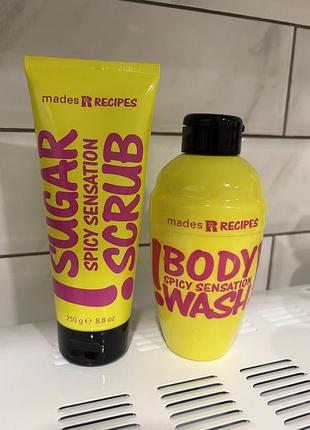 mades R RECIPES
! SUGAR
SPICY SENSATION
SCRUB
250 g e 8.8 oz
mades R RECIPES
! BODY
SPICY SENSATION
WASH !